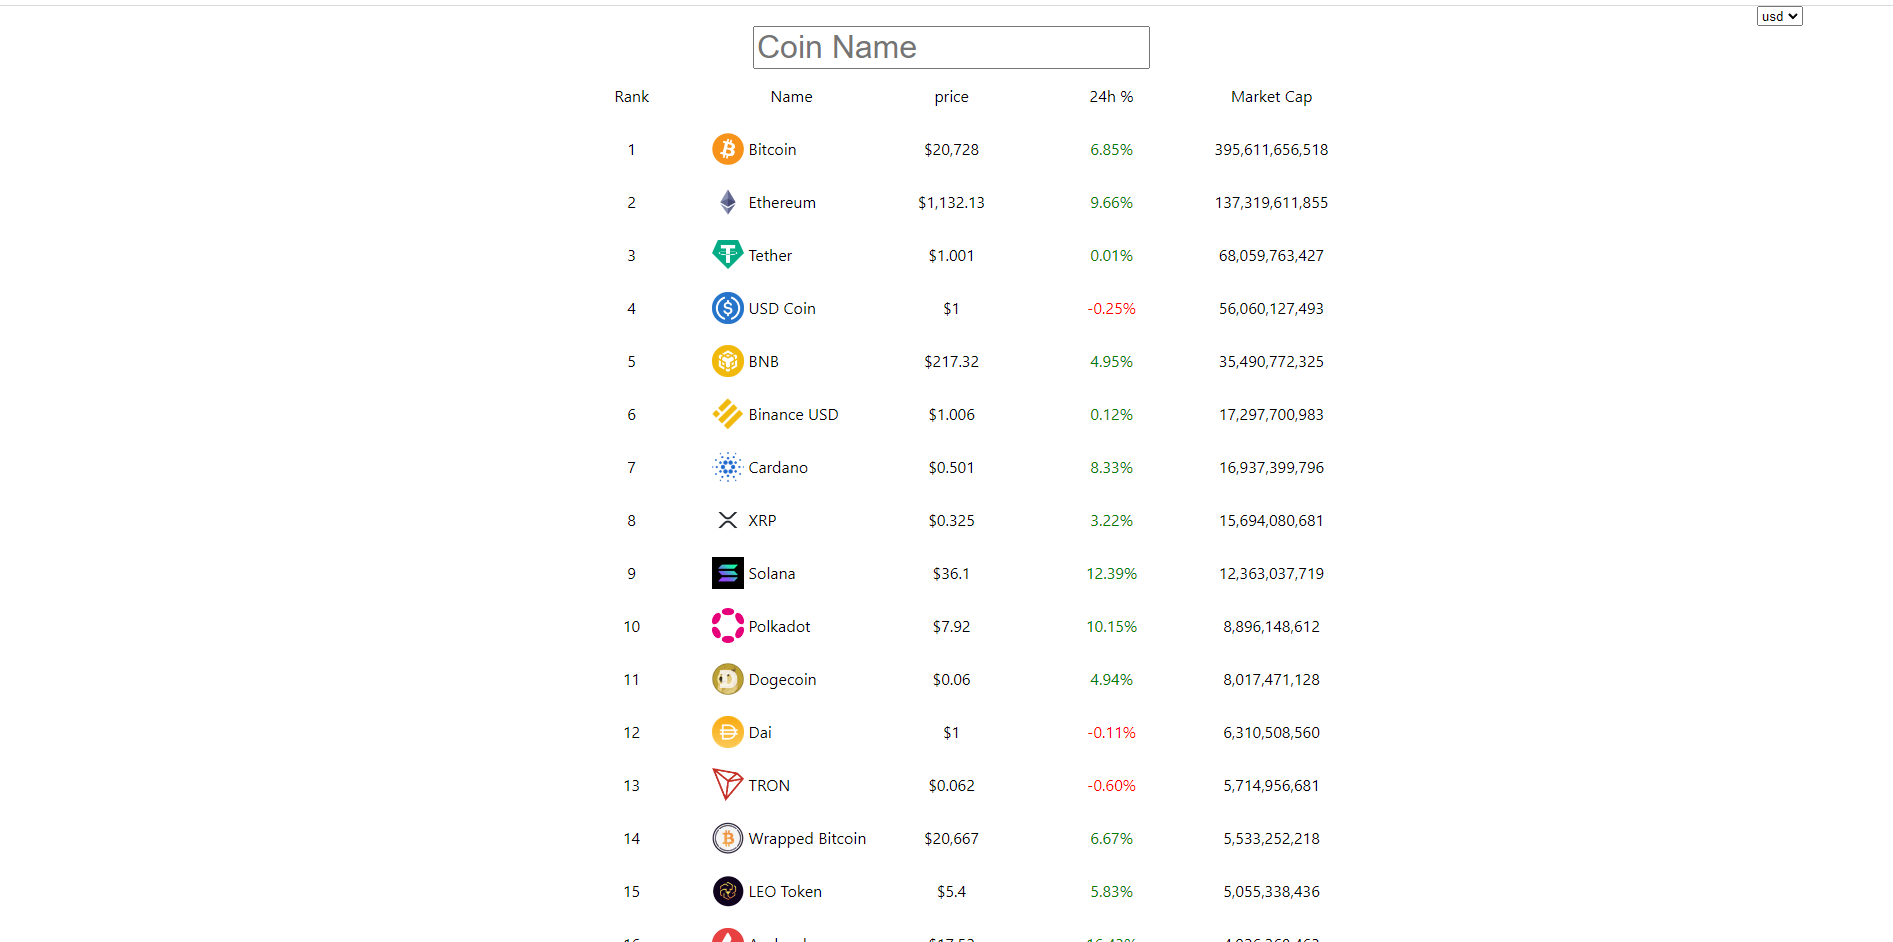 usd
Coin Name
Rank Name price 24h % Market Cap
1 Bitcoin $20,728 6.85% 395,611,656,518
2 Ethereum $1,132.13 9.66% 137,319,611,855
3 Tether $1.001 0.01% 68,059,763,427
4 USD Coin $1 -0.25% 56,060,127,493
5 BNB $217.32 4.95% 35,490,772,325
6 Binance USD $1.006 0.12% 17,297,700,983
7 Cardano $0.501 8.33% 16,937,399,796
8 XRP $0.325 3.22% 15,694,080,681
9 Solana $36.1 12.39% 12,363,037,719
10 Polkadot $7.92 10.15% 8,896,148,612
11 Dogecoin $0.06 4.94% 8,017,471,128
12 Dai $1 -0.11% 6,310,508,560
13 TRON $0.062 -0.60% 5,714,956,681
14 Wrapped Bitcoin $20,667 6.67% 5,533,252,218
15 LEO Token $5.4 5.83% 5,055,338,436